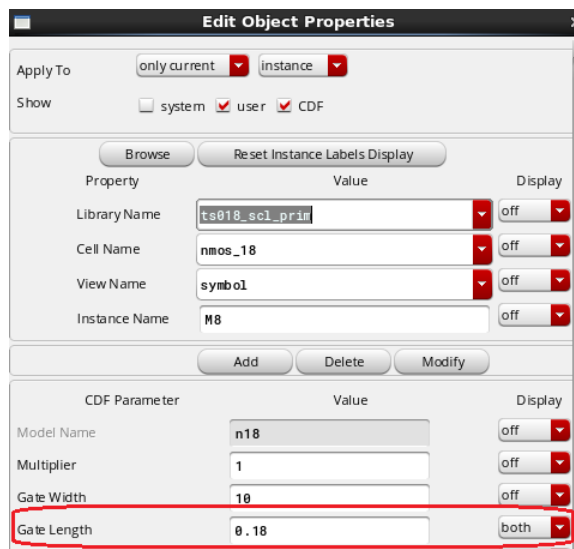 Edit Object Properties
Apply To only current instance
Show system user CDF
Browse Reset Instance Labels Display
Property Value Display
Library Name ts018_scl_prim off
Cell Name nmos_18 off
View Name symbol off
Instance Name M8 off
Add Delete Modify
CDF Parameter Value Display
Model Name n18 off
Multiplier 1 off
Gate Width 10 off
Gate Length 0.18 both